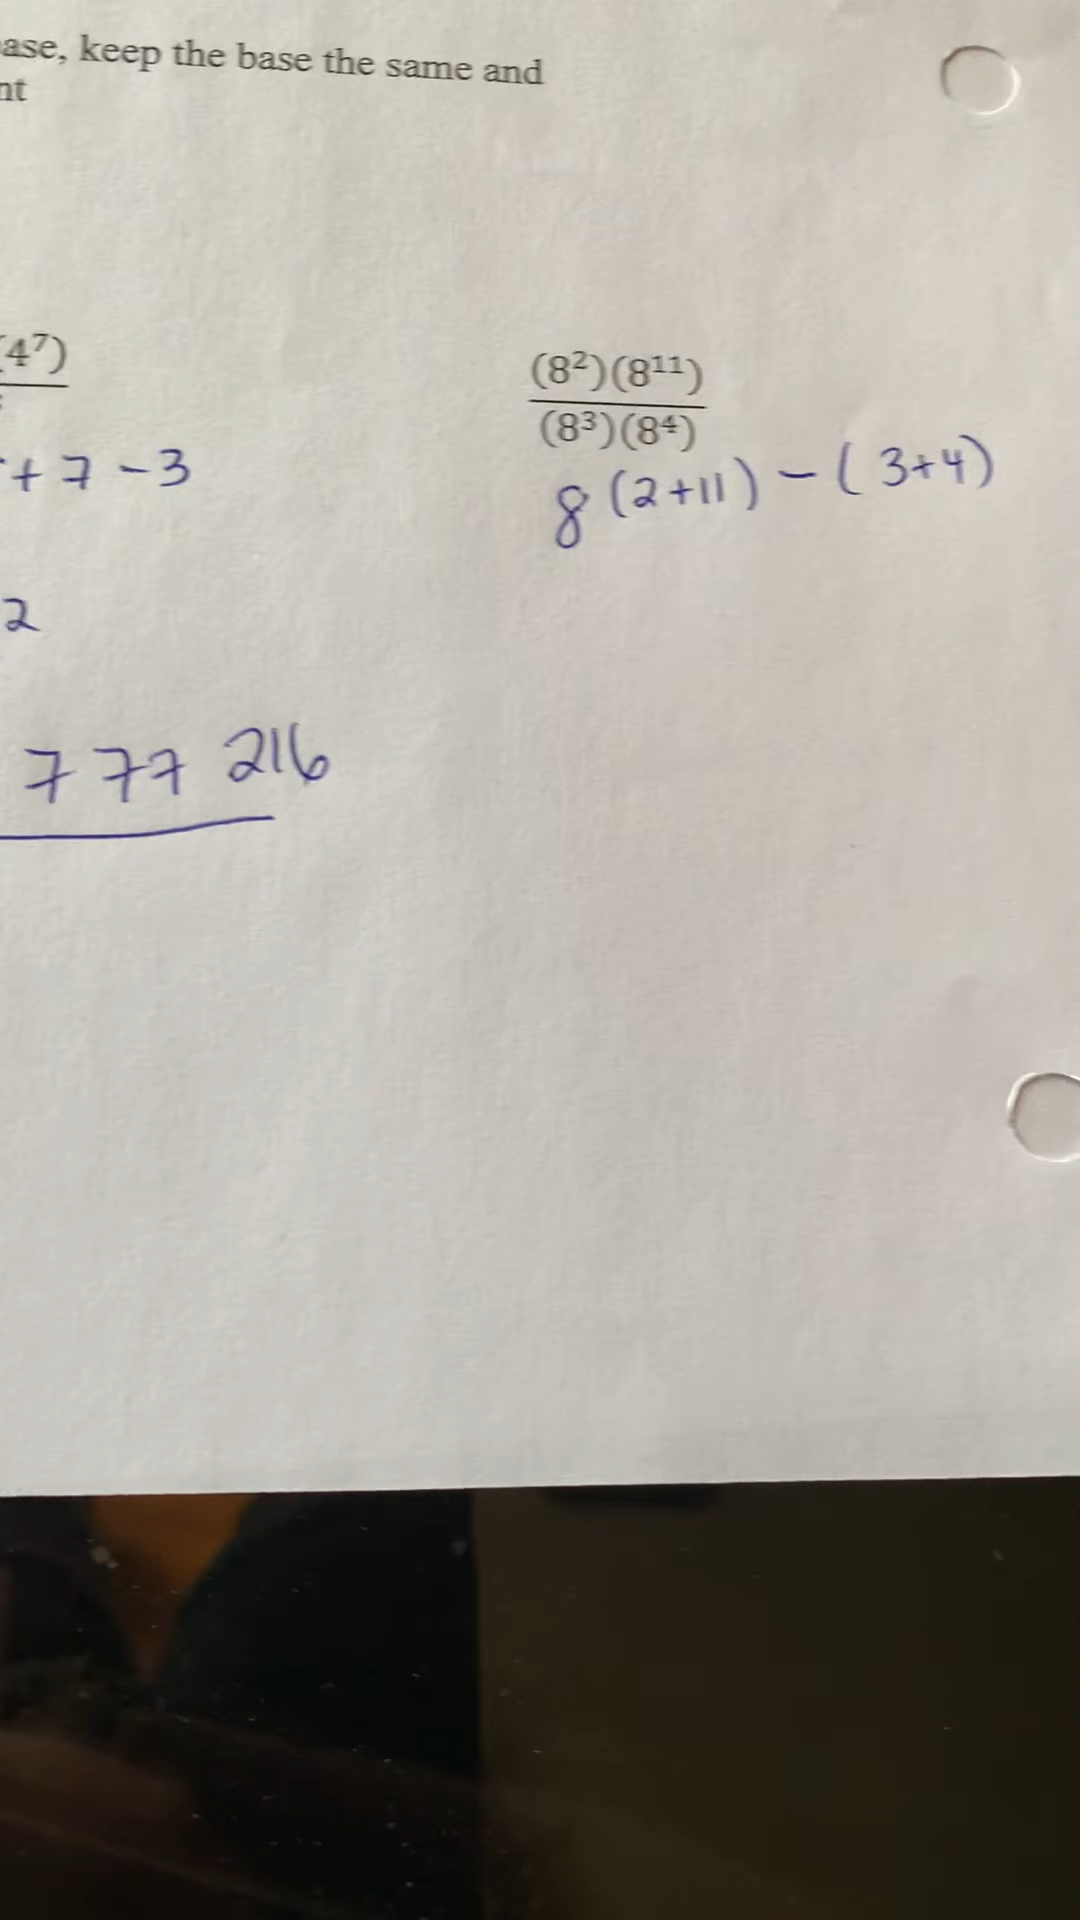 ase, keep the base the same and
nt
(4⁷)
+ 7 - 3
2
7 77 216
(8²)(8¹¹)
(8³)(8⁴)
8 (2+11) - (3+4)